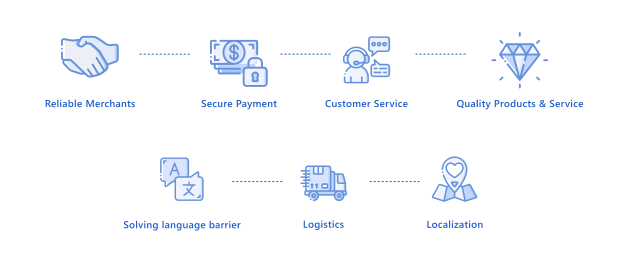 Reliable Merchants
Secure Payment
Customer Service
Quality Products & Service
A
文
Solving language barrier
Logistics
Localization